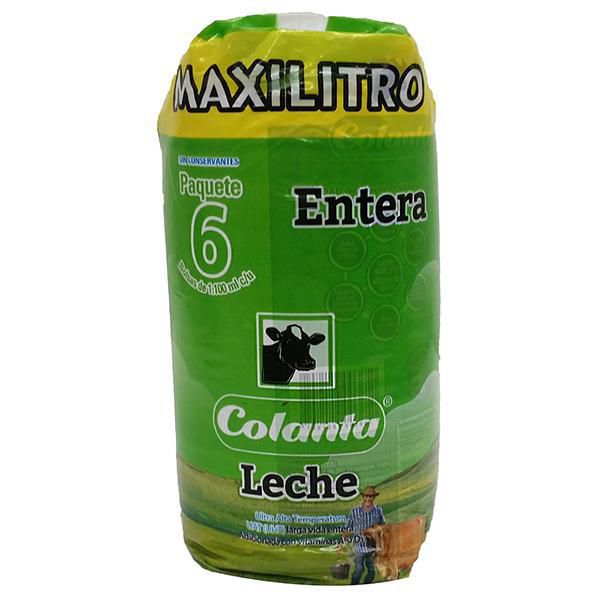 MAXILITRO
Colanta
SIN CONSERVANTES
Paquete
6
Bolsas de 1.100 ml c/u
Entera
Colanta®
Leche
Ultra Alta Temperatura
UAT (UHT) larga vida entera
Adicionada con vitaminas A y D